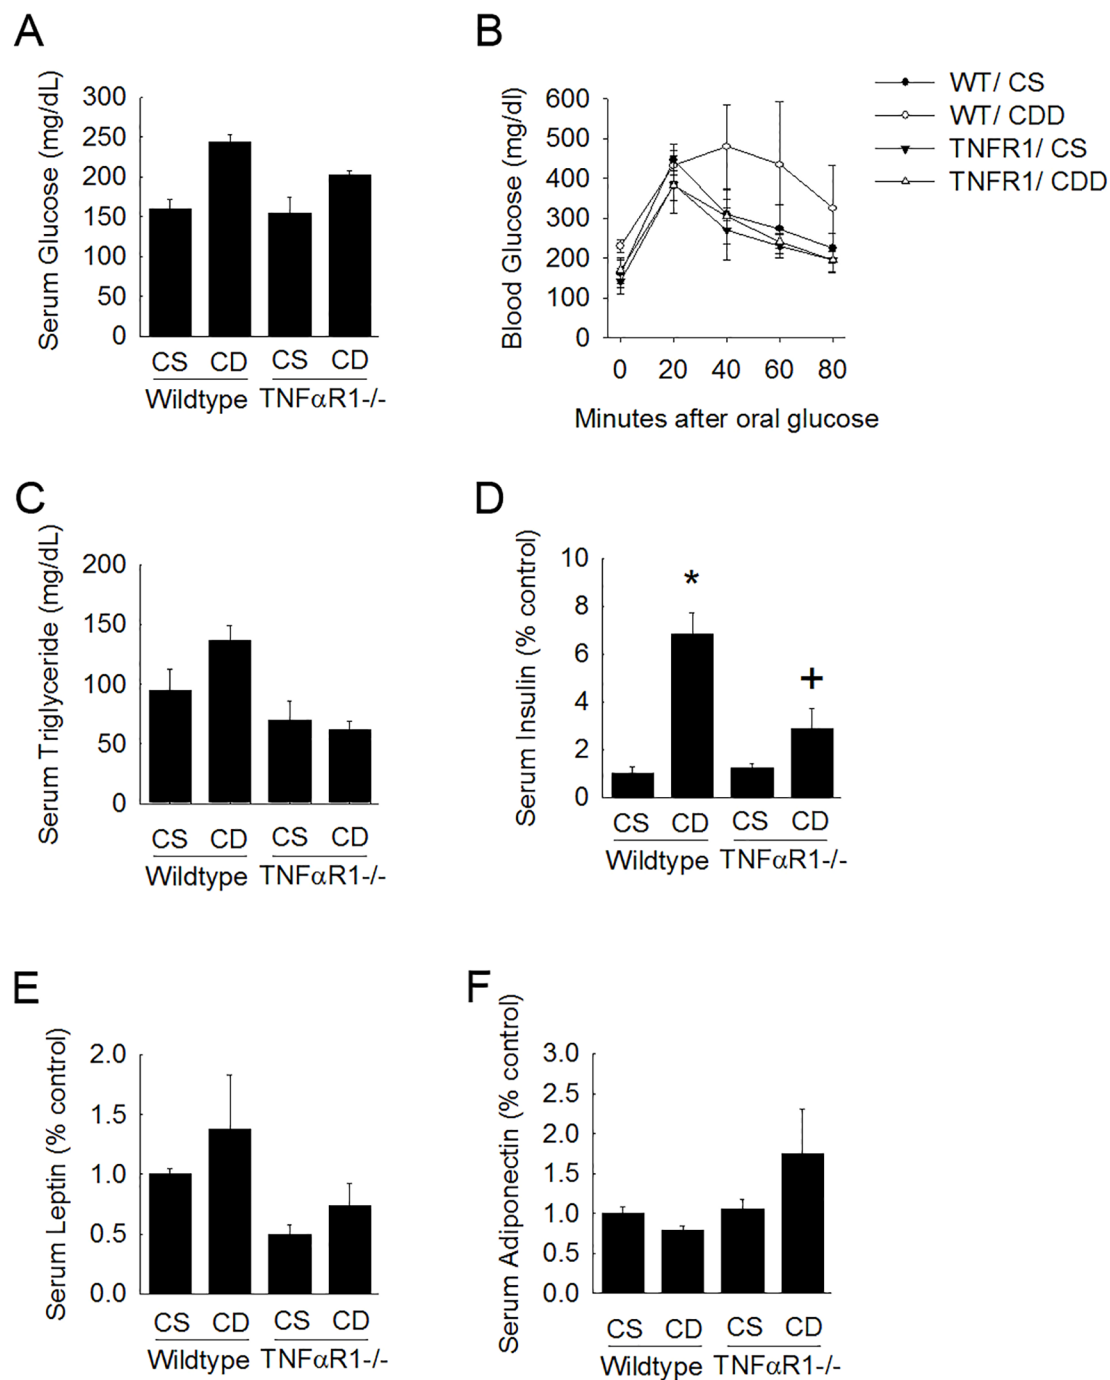 A
Serum Glucose (mg/dL)
300
250
200
150
100
50
0
CS CD CS CD
Wildtype TNFαR1-/-
B
Blood Glucose (mg/dl)
600
500
400
300
200
100
0
0 20 40 60 80
Minutes after oral glucose
WT/ CS
WT/ CDD
TNFR1/ CS
TNFR1/ CDD
C
Serum Triglyceride (mg/dL)
200
150
100
50
0
CS CD CS CD
Wildtype TNFαR1-/-
D
Serum Insulin (% control)
10
8
6
4
2
0
*
+
CS CD CS CD
Wildtype TNFαR1-/-
E
Serum Leptin (% control)
2.0
1.5
1.0
0.5
0.0
CS CD CS CD
Wildtype TNFαR1-/-
F
Serum Adiponectin (% control)
3.0
2.5
2.0
1.5
1.0
0.5
0.0
CS CD CS CD
Wildtype TNFαR1-/-